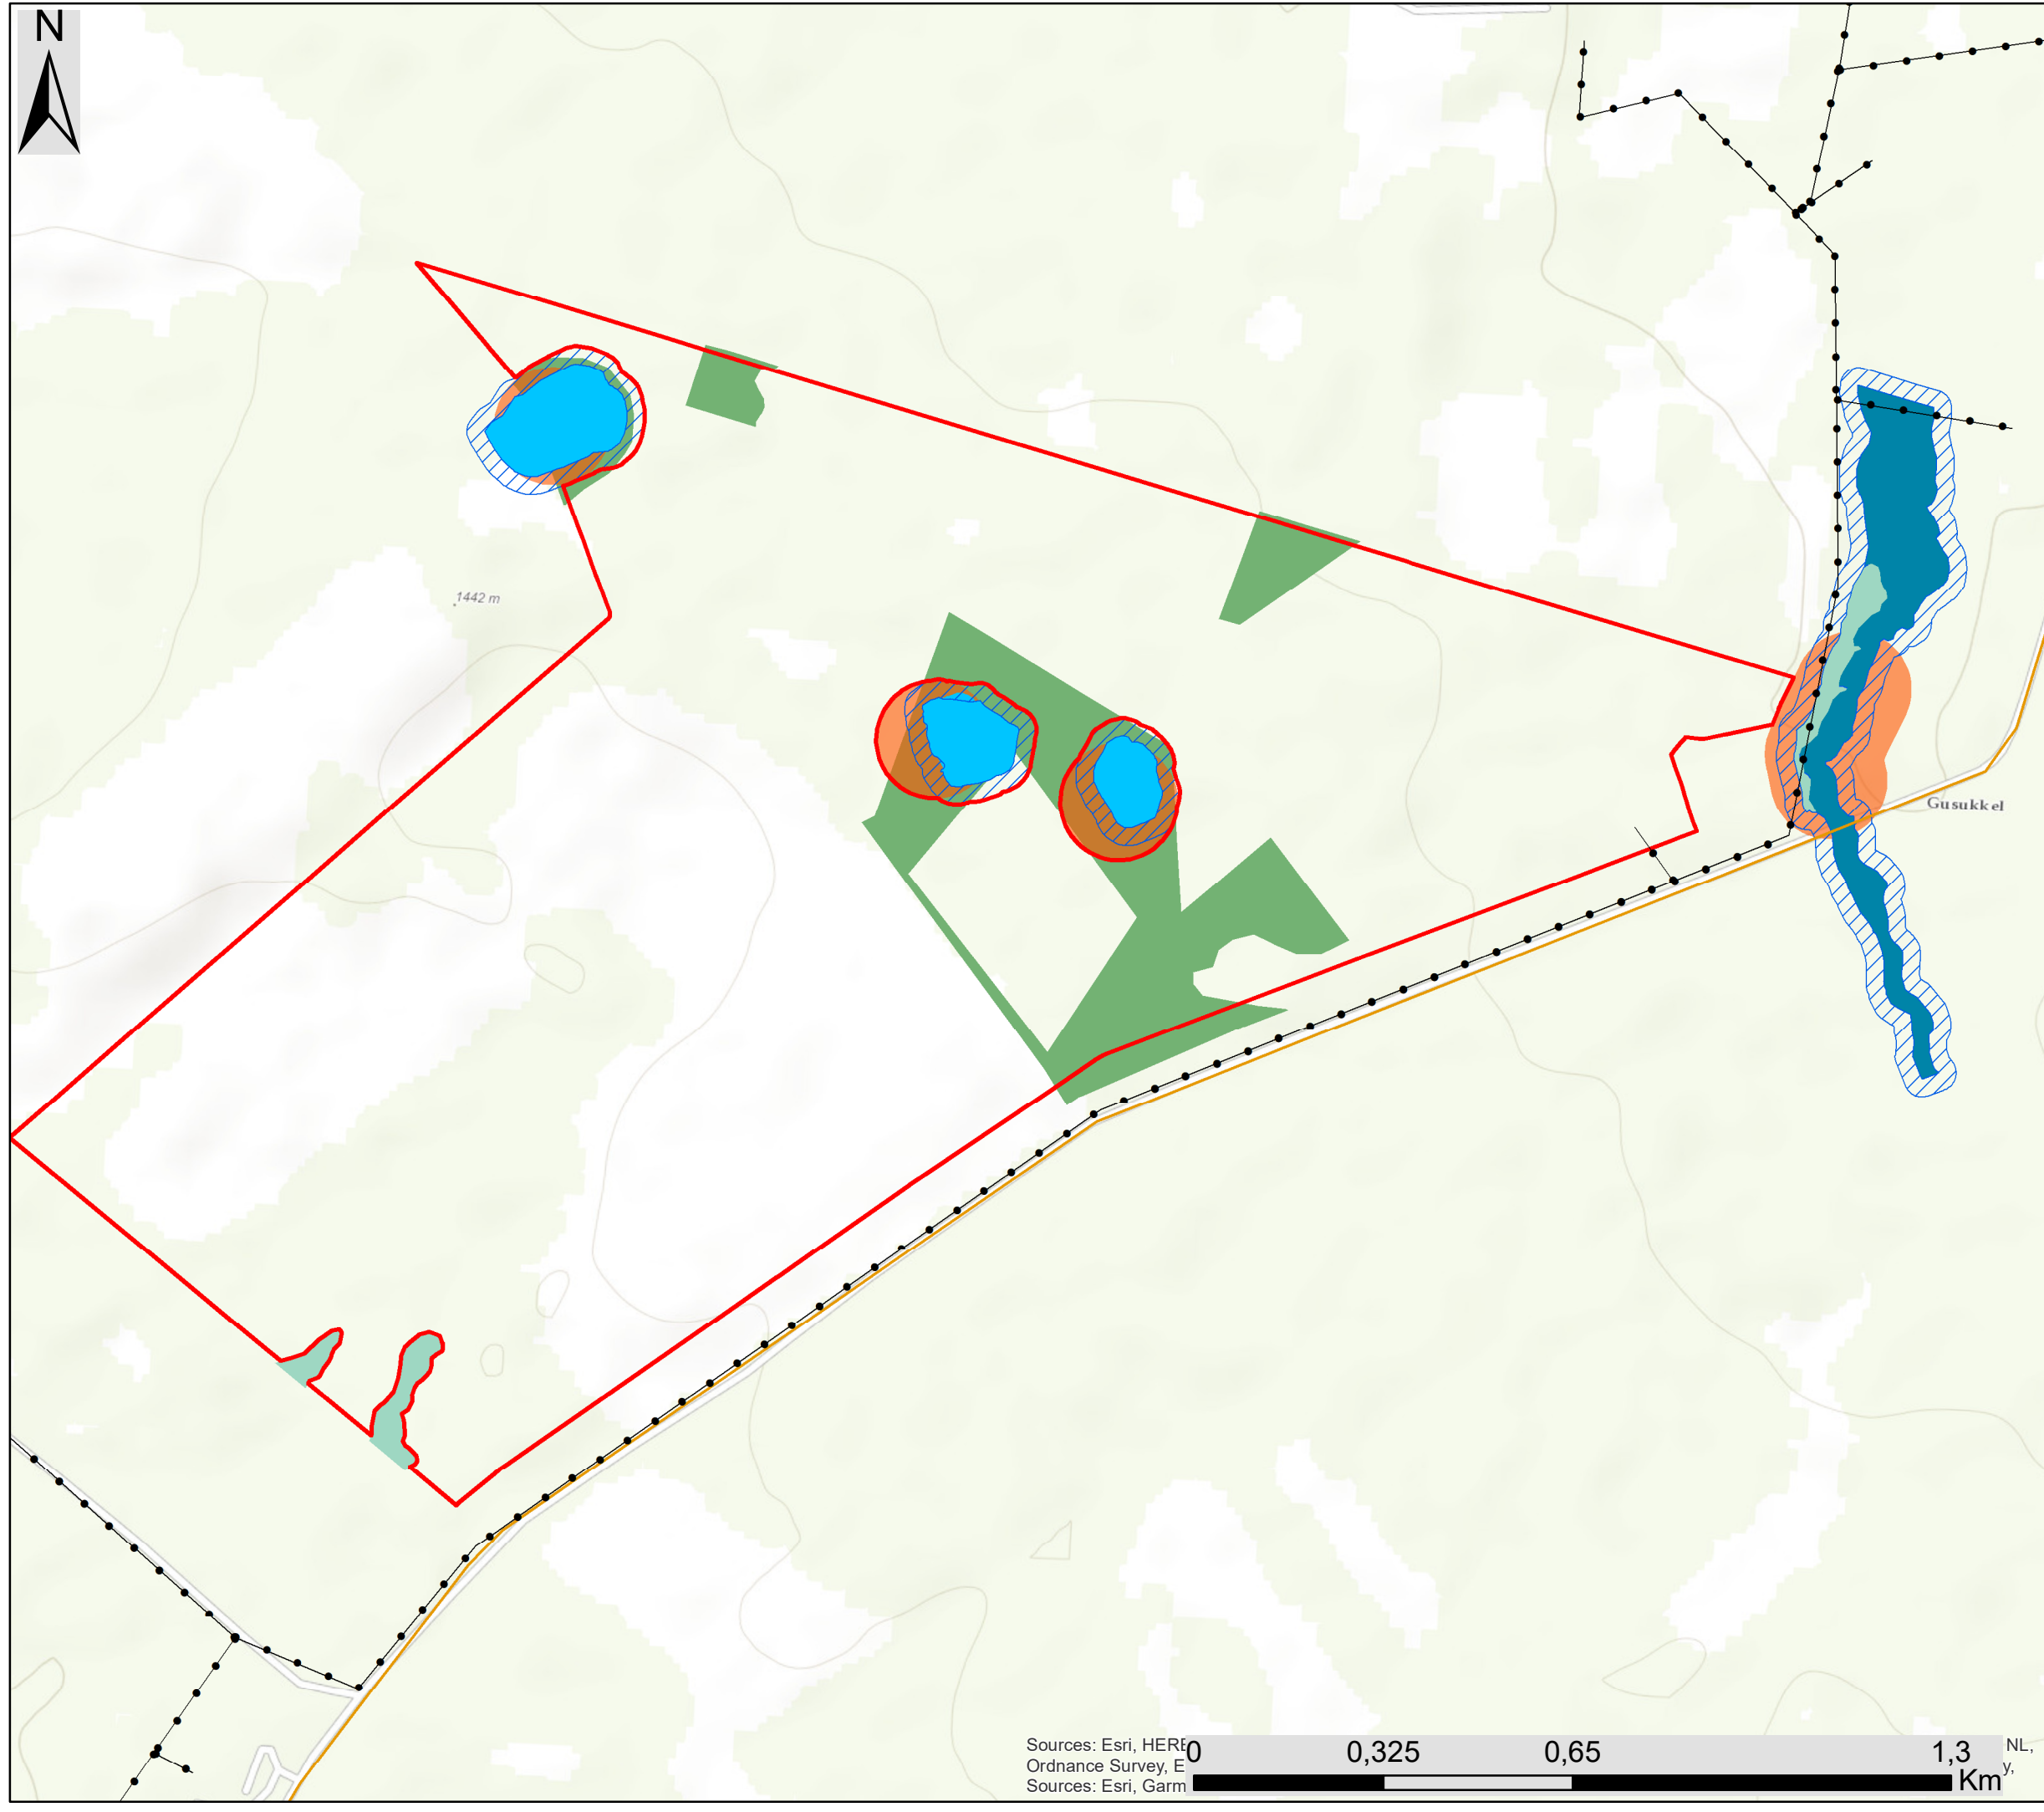 N
1442 m
Gusukkel
Sources: Esri, HERE NL,
Ordnance Survey, E y,
Sources: Esri, Garm
0 0,325 0,65 1,3
Km